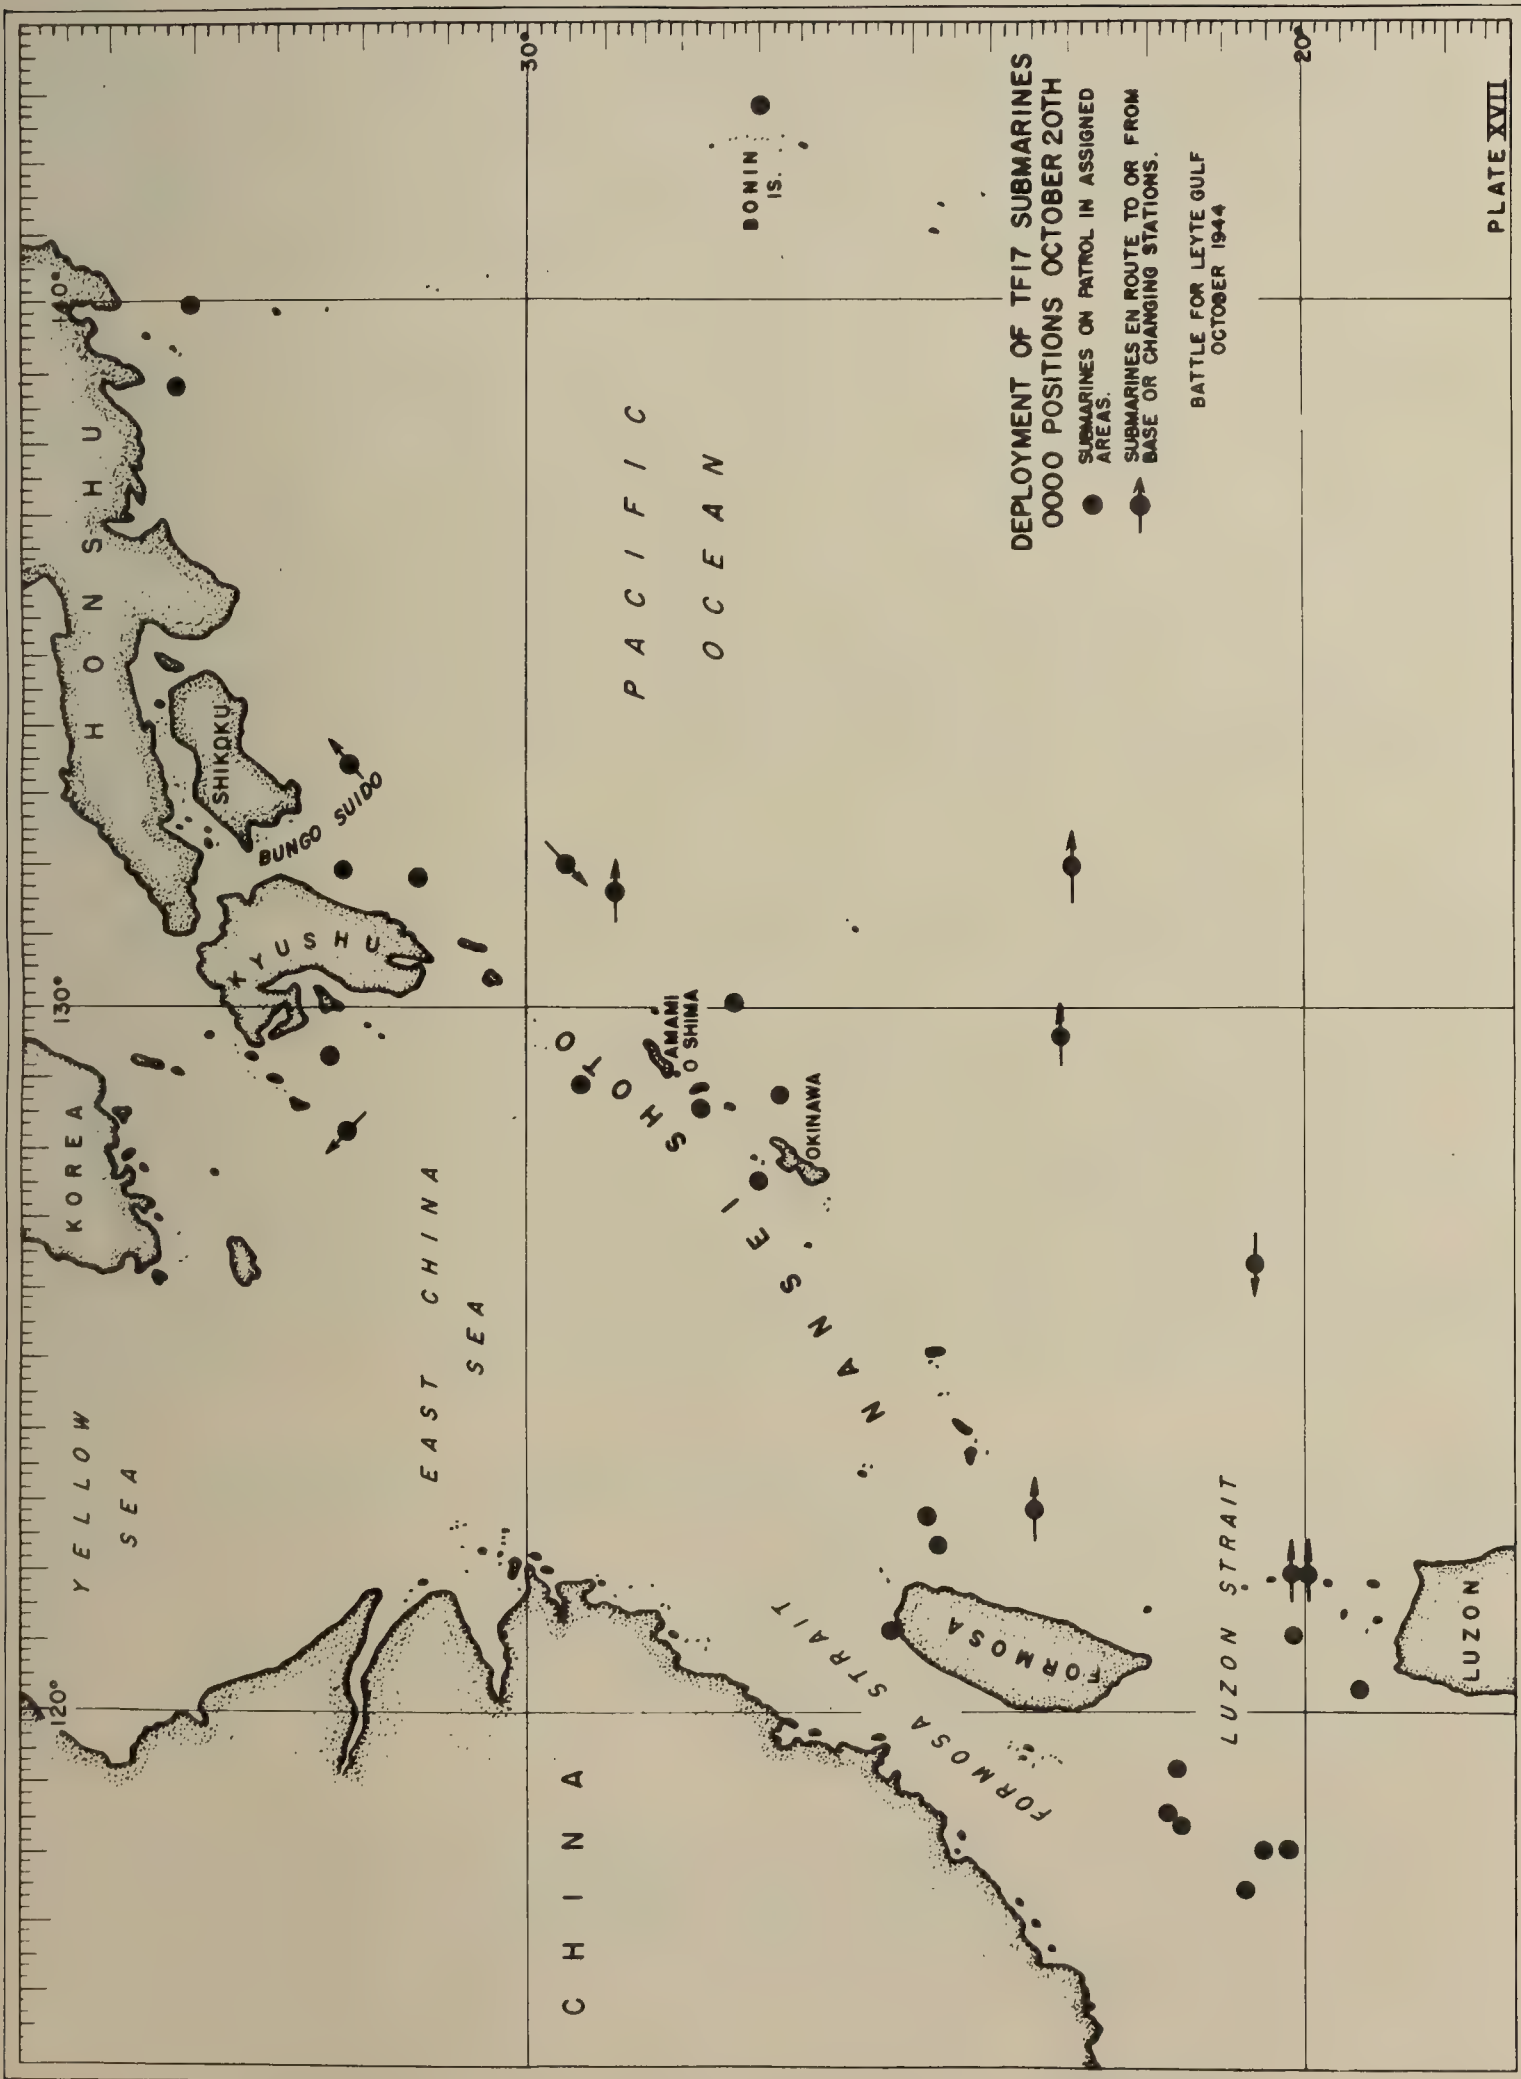 DEPLOYMENT OF TF17 SUBMARINES
0000 POSITIONS OCTOBER 20TH
SUBMARINES ON PATROL IN ASSIGNED
AREAS.
SUBMARINES EN ROUTE TO OR FROM
BASE OR CHANGING STATIONS.
BATTLE FOR LEYTE GULF
OCTOBER 1944
PLATE XVII
120°
130°
140°
30°
20°
YELLOW
SEA
KOREA
HONSHU
SHIKOKU
BUNGO SUIDO
KYUSHU
EAST CHINA
SEA
CHINA
NANSEI SHOTO
AMAMI
O SHIMA
OKINAWA
PACIFIC
OCEAN
BONIN
IS.
FORMOSA STRAIT
FORMOSA
LUZON STRAIT
LUZON